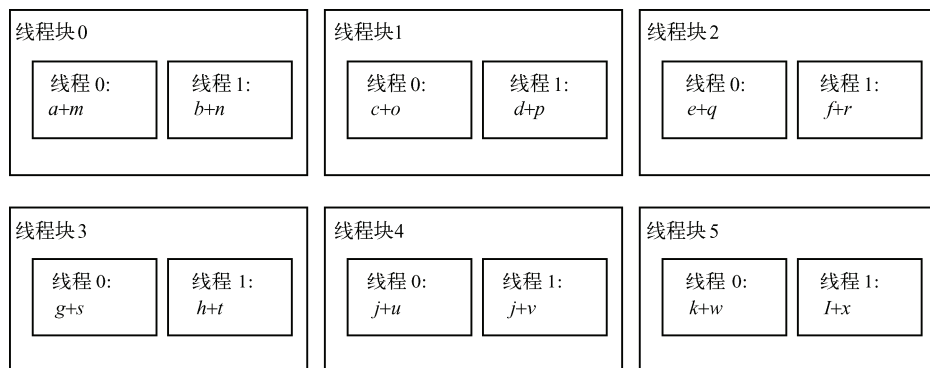 线程块0
线程块1
线程块2
线程 0:
线程 1:
线程 0:
线程 1:
线程 0:
线程 1:
a+m
b+n
c+o
d+p
e+q
f+r
线程块3
线程块4
线程块5
线程 0:
线程 1:
线程 0:
线程 1:
线程 0:
线程 1:
g+s
h+t
j+u
j+v
k+w
I+x